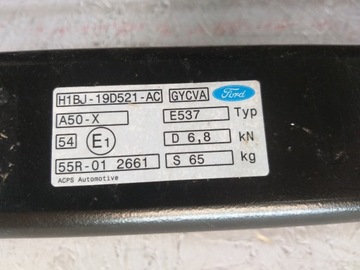 H1BJ-19D521-AC GYCVA Ford
A50-X E537 Typ
54 E1 D 6,8 kN
55R-01 2661 S 65 kg
ACPS Automotive